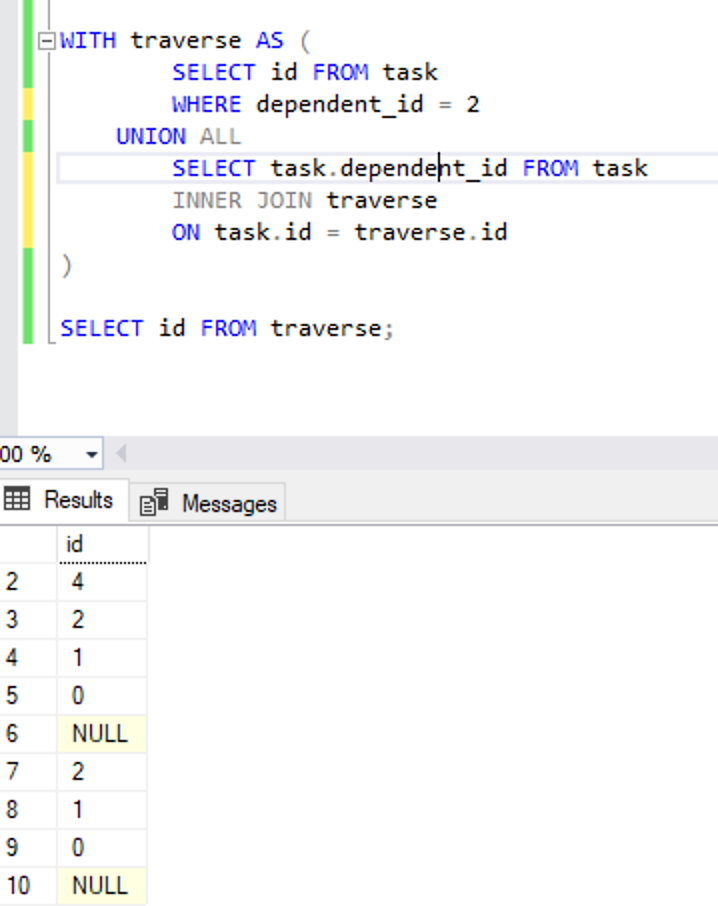 WITH traverse AS (
SELECT id FROM task
WHERE dependent_id = 2
UNION ALL
SELECT task.dependent_id FROM task
INNER JOIN traverse
ON task.id = traverse.id
)
SELECT id FROM traverse;
00 %
Results Messages
id
2 4
3 2
4 1
5 0
6 NULL
7 2
8 1
9 0
10 NULL